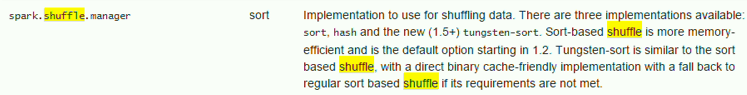 spark.shuffle.manager sort Implementation to use for shuffling data. There are three implementations available:
sort, hash and the new (1.5+) tungsten-sort. Sort-based shuffle is more memory-
efficient and is the default option starting in 1.2. Tungsten-sort is similar to the sort
based shuffle, with a direct binary cache-friendly implementation with a fall back to
regular sort based shuffle if its requirements are not met.